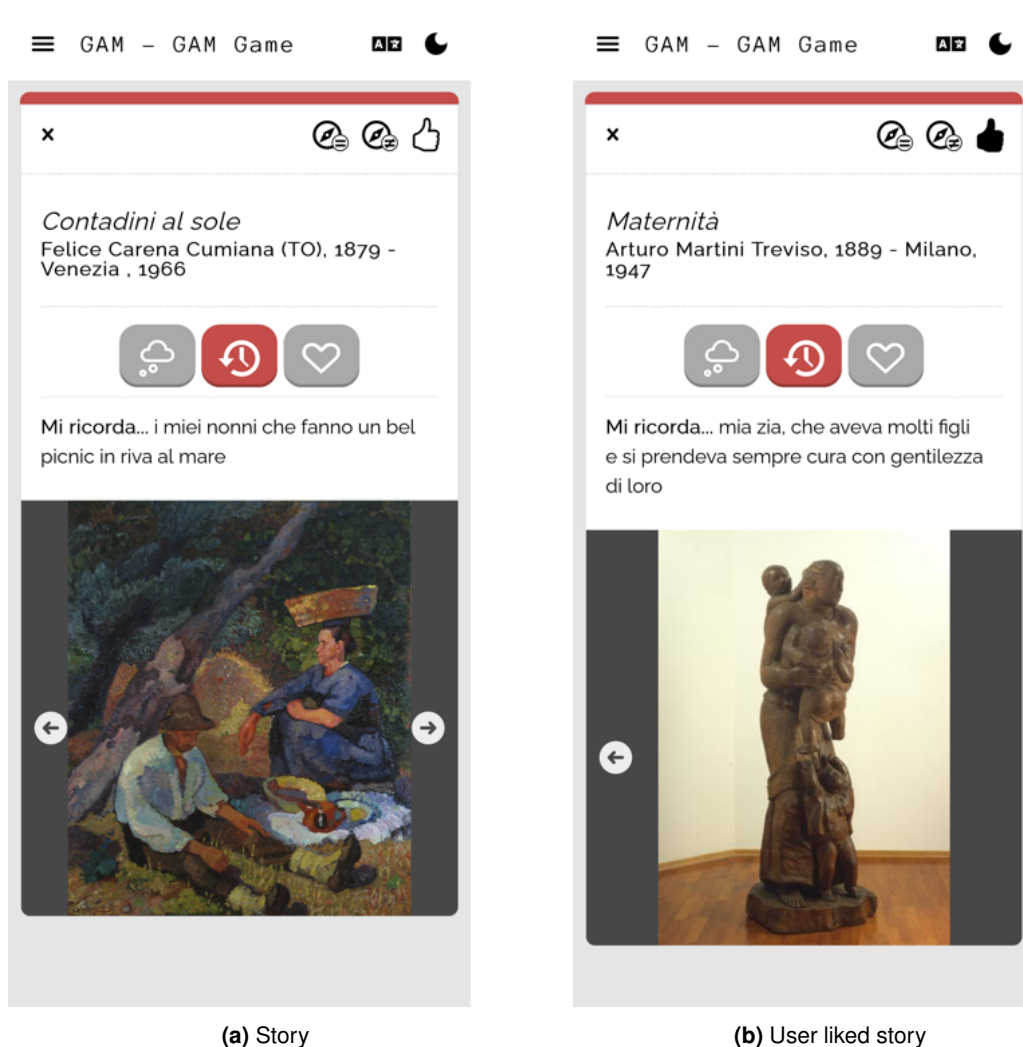 GAM – GAM Game
Contadini al sole
Felice Carena Cumiana (TO), 1879 -
Venezia , 1966
Mi ricorda... i miei nonni che fanno un bel
picnic in riva al mare
(a) Story
GAM – GAM Game
Maternità
Arturo Martini Treviso, 1889 - Milano,
1947
Mi ricorda... mia zia, che aveva molti figli
e si prendeva sempre cura con gentilezza
di loro
(b) User liked story